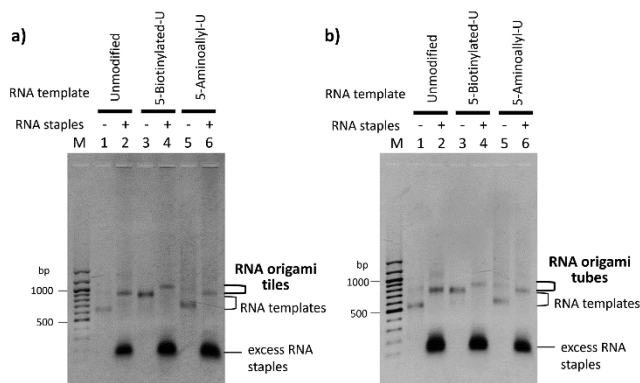 a)
RNA template
Unmodified
5-Biotinylated-U
5-Aminoallyl-U
RNA staples - + - + - +
M 1 2 3 4 5 6
bp
1000
500
RNA origami
tiles
RNA templates
excess RNA
staples
b)
RNA template
Unmodified
5-Biotinylated-U
5-Aminoallyl-U
RNA staples - + - + - +
M 1 2 3 4 5 6
bp
1000
500
RNA origami
tubes
RNA templates
excess RNA
staples